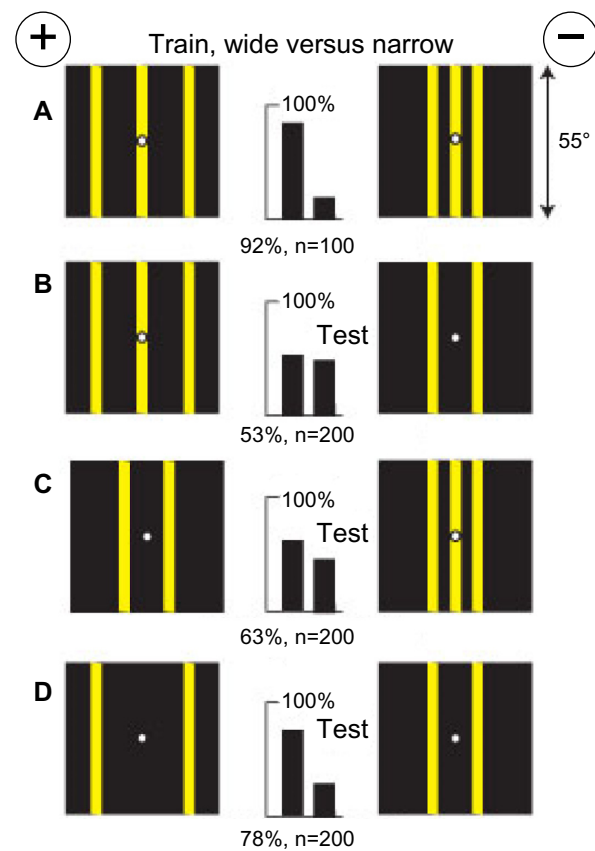 + Train, wide versus narrow −
A 100% 55°
92%, n=100
B 100%
Test
53%, n=200
C 100%
Test
63%, n=200
D 100%
Test
78%, n=200